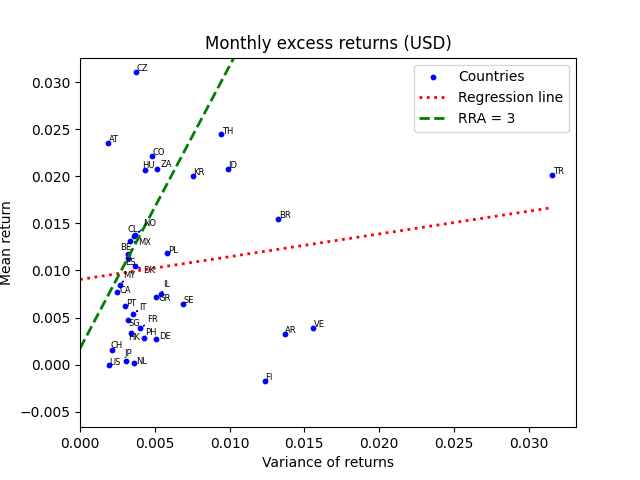 Monthly excess returns (USD)
Countries
Regression line
RRA = 3
0.030
0.025
0.020
0.015
0.010
0.005
0.000
−0.005
Mean return
CZ
TH
AT
CO
HU
ZA
ID
KR
TR
BR
NO
CL
MX
BE
PL
ES
DK
MY
IL
CA
GR
SE
PT
IT
SG
FR
HK
PH
DE
AR
VE
CH
JP
US
NL
FI
0.000
0.005
0.010
0.015
0.020
0.025
0.030
Variance of returns